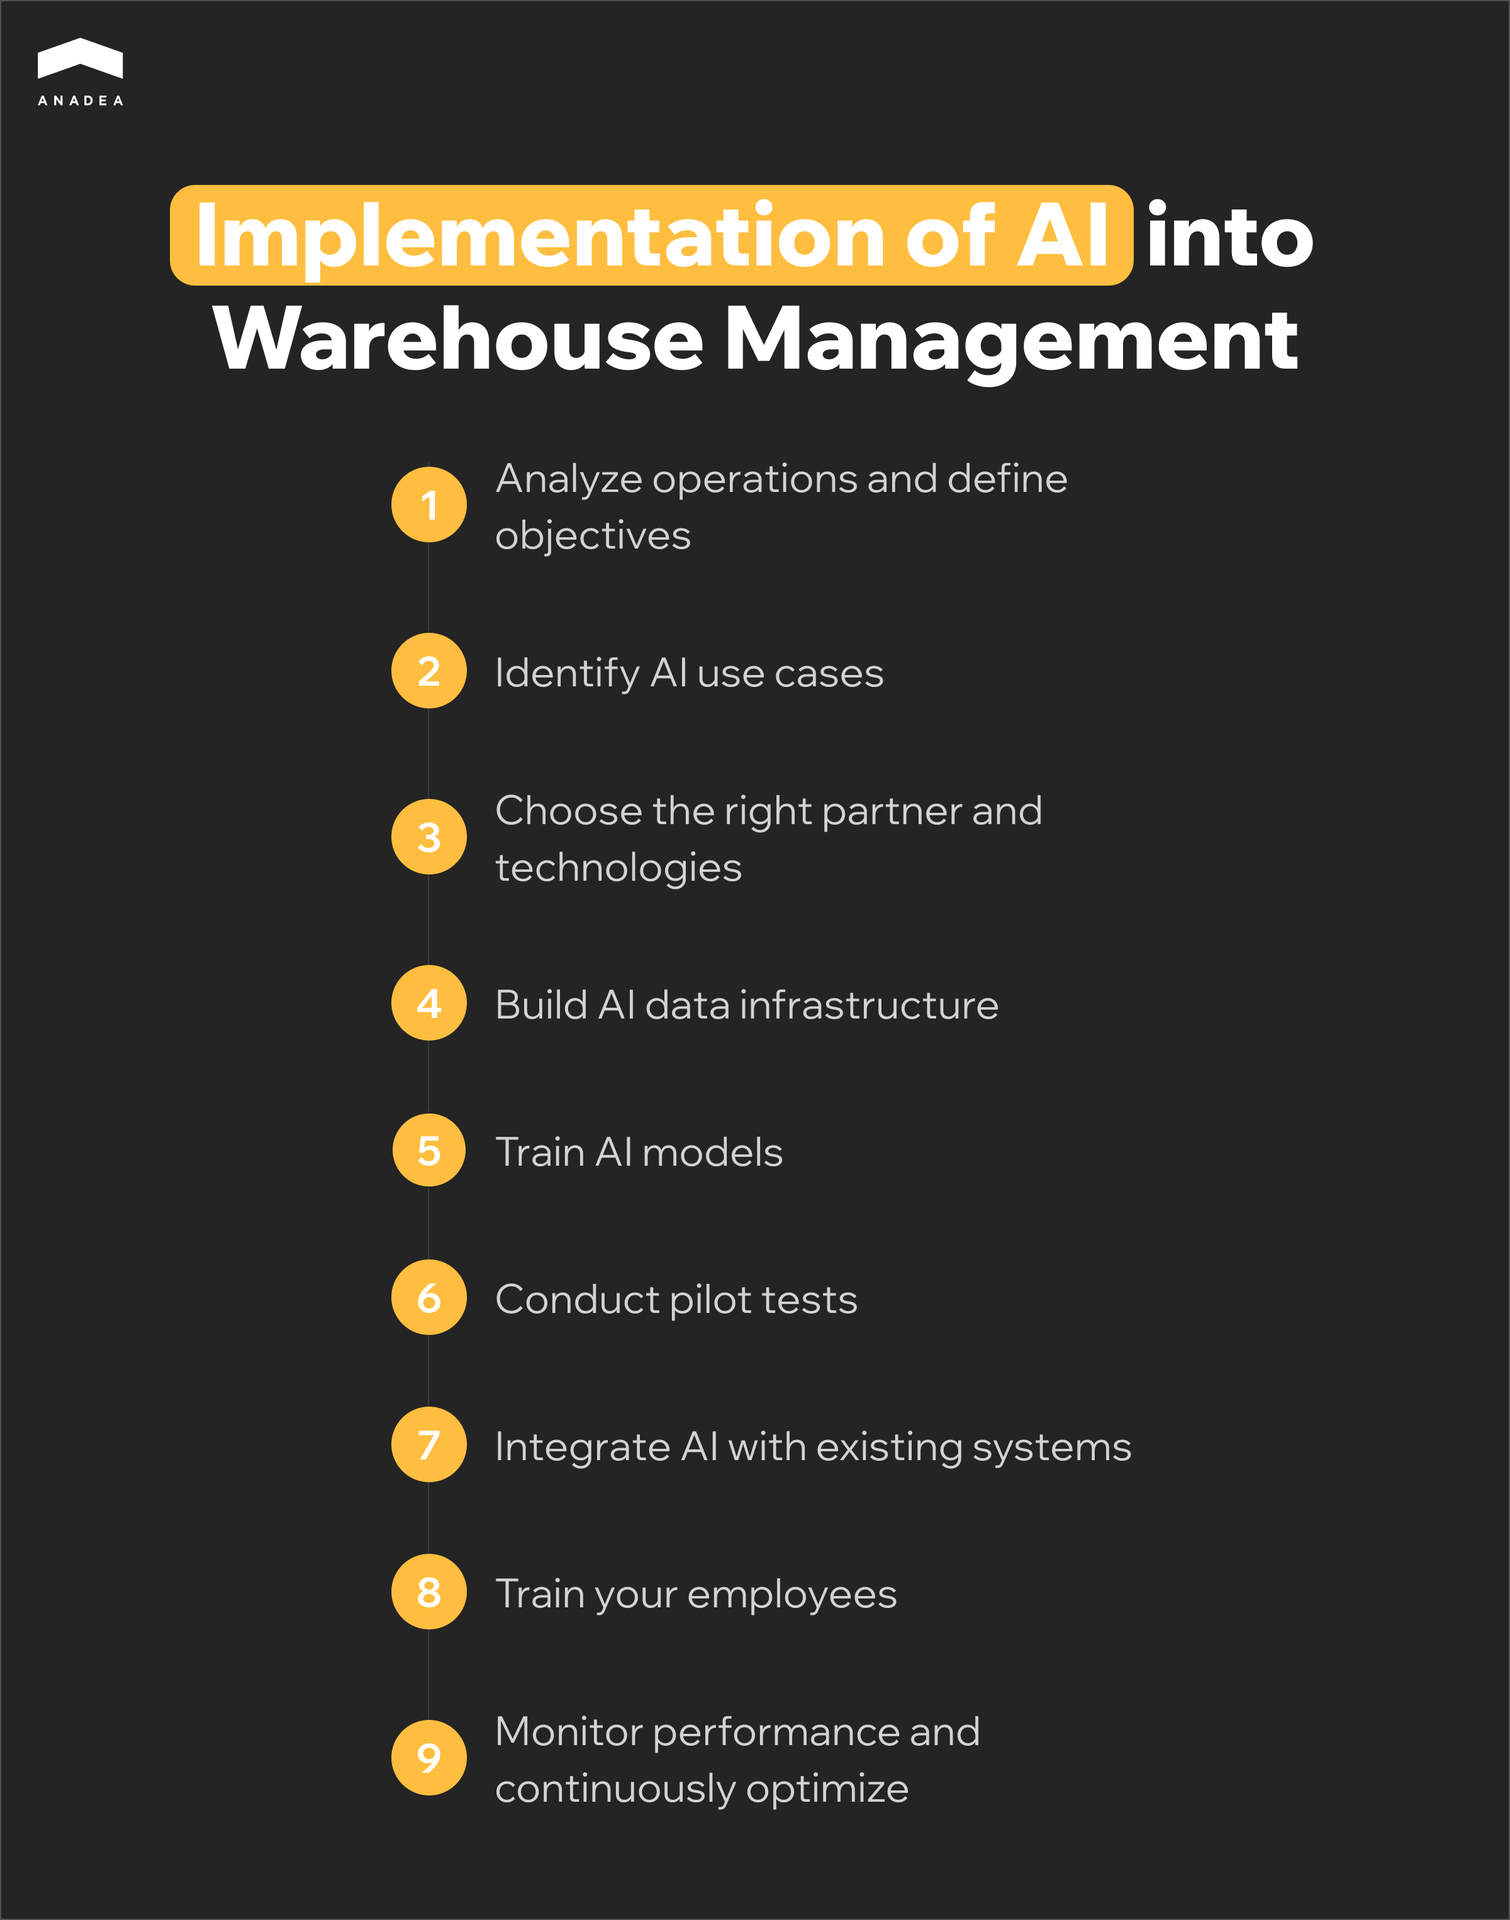 ANADEA
Implementation of AI into
Warehouse Management
1
Analyze operations and define
objectives
2
Identify AI use cases
3
Choose the right partner and
technologies
4
Build AI data infrastructure
5
Train AI models
6
Conduct pilot tests
7
Integrate AI with existing systems
8
Train your employees
9
Monitor performance and
continuously optimize